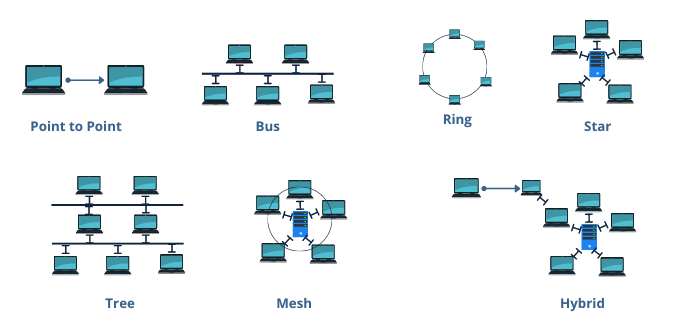 Point to Point
Bus
Ring
Star
Tree
Mesh
Hybrid